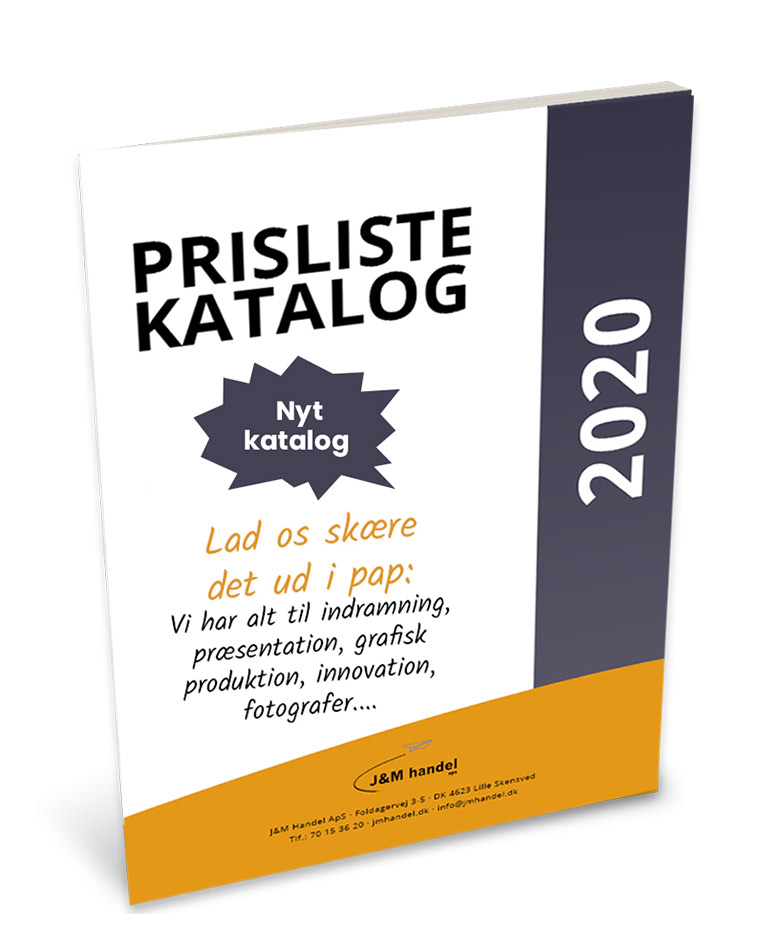 PRISLISTE
KATALOG
2020
Nyt
katalog
Lad os skære
det ud i pap:
Vi har alt til indramning,
præsentation, grafisk
produktion, innovation,
fotografer....
J&M handel
aps
J&M Handel ApS · Foldagervej 3-5 · DK 4623 Lille Skensved
Tlf.: 70 15 36 20 · jmhandel.dk · info@jmhandel.dk